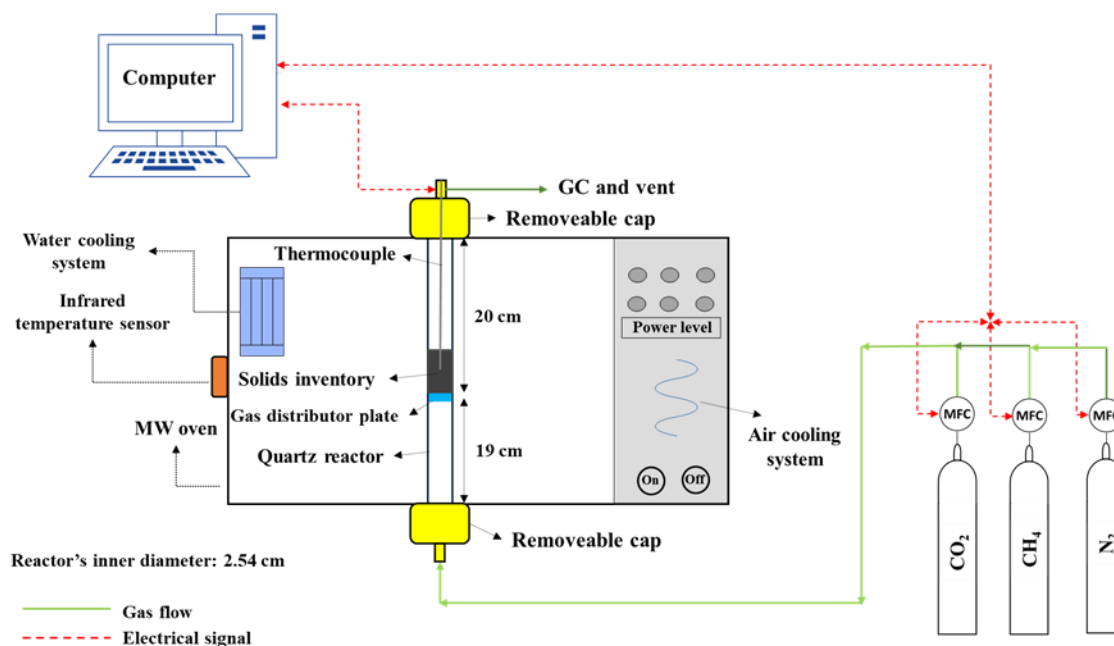 Computer
GC and vent
Removeable cap
Water cooling
system
Thermocouple
Infrared
temperature sensor
20 cm
Power level
Solids inventory
Gas distributor plate
MFC
MFC
MFC
MW oven
Air cooling
system
Quartz reactor
19 cm
On
Off
Removeable cap
CO₂
CH₄
N₂
Reactor's inner diameter: 2.54 cm
Gas flow
Electrical signal